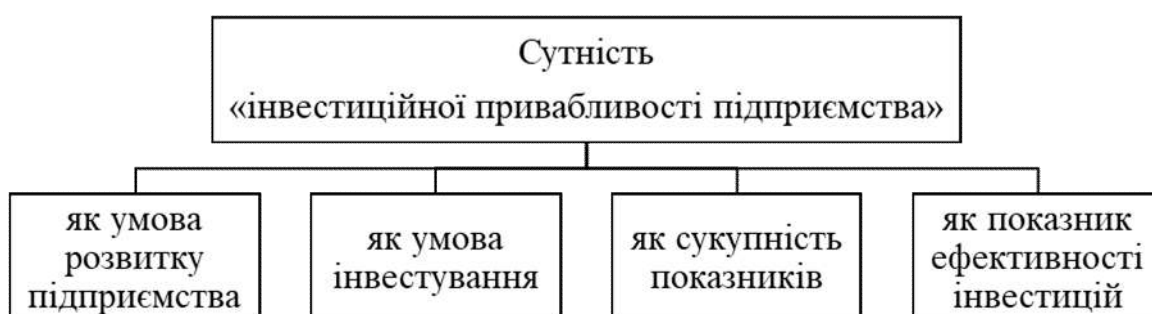 Сутність
«інвестиційної привабливості підприємства»
як умова
розвитку
підприємства
як умова
інвестування
як сукупність
показників
як показник
ефективності
інвестицій